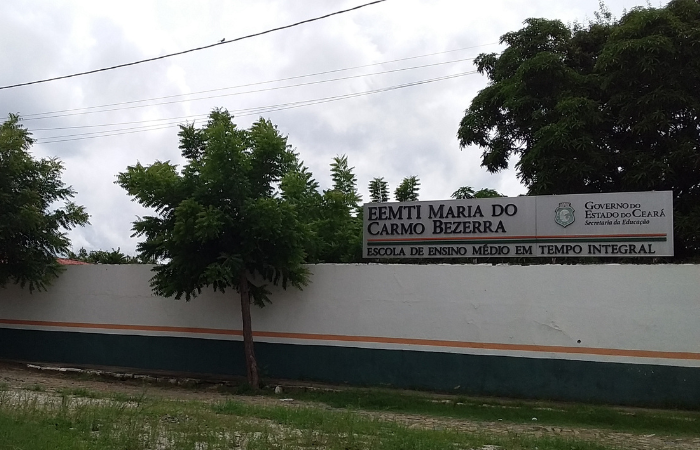 EEMTI MARIA DO
CARMO BEZERRA
GOVERNO DO
ESTADO DO CEARÁ
Secretaria da Educação
ESCOLA DE ENSINO MÉDIO EM TEMPO INTEGRAL